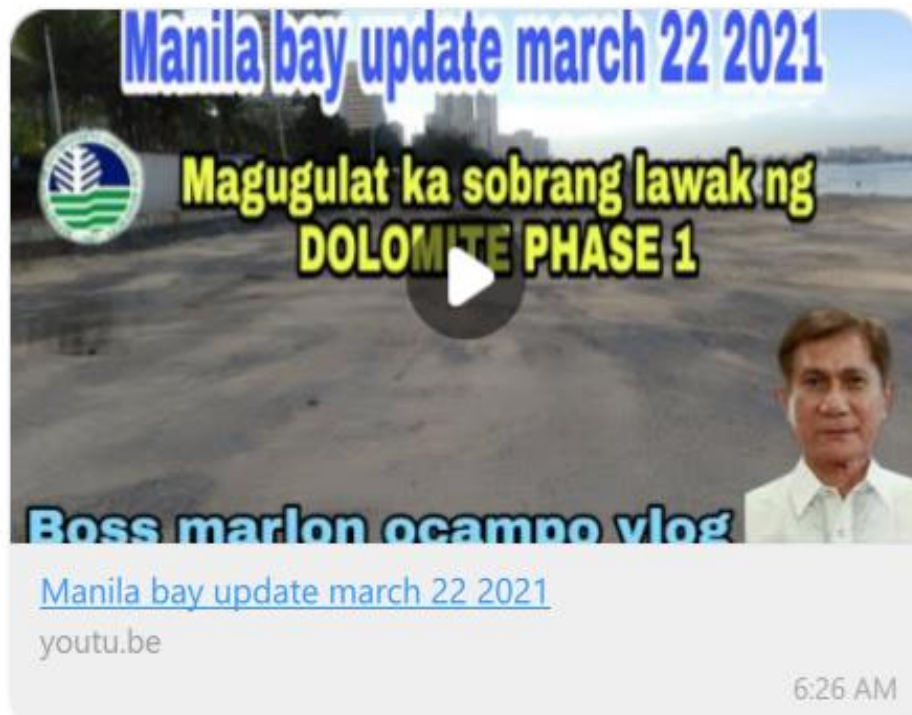 Manila bay update march 22 2021
Magugulat ka sobrang lawak ng
DOLOMITE PHASE 1
Boss marlon ocampo vlog
Manila bay update march 22 2021
youtu.be
6:26 AM